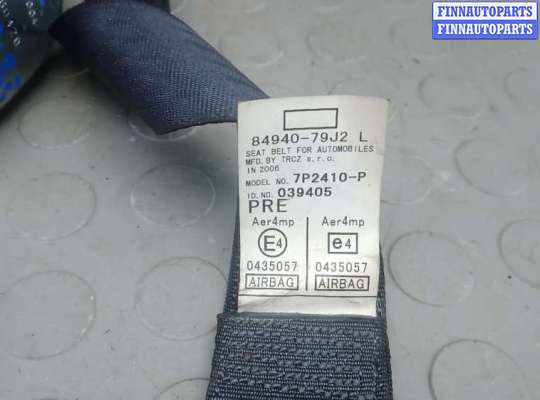 FINNAUTOPARTS
FINNAUTOPARTS
84940-79J2 L
SEAT BELT FOR AUTOMOBILES
MFD. BY TRCZ s.r.o.
IN 2006
MODEL NO. 7P2410-P
ID. NO. 039405
PRE
Aer4mp Aer4mp
E4 e4
0435057 0435057
AIRBAG AIRBAG